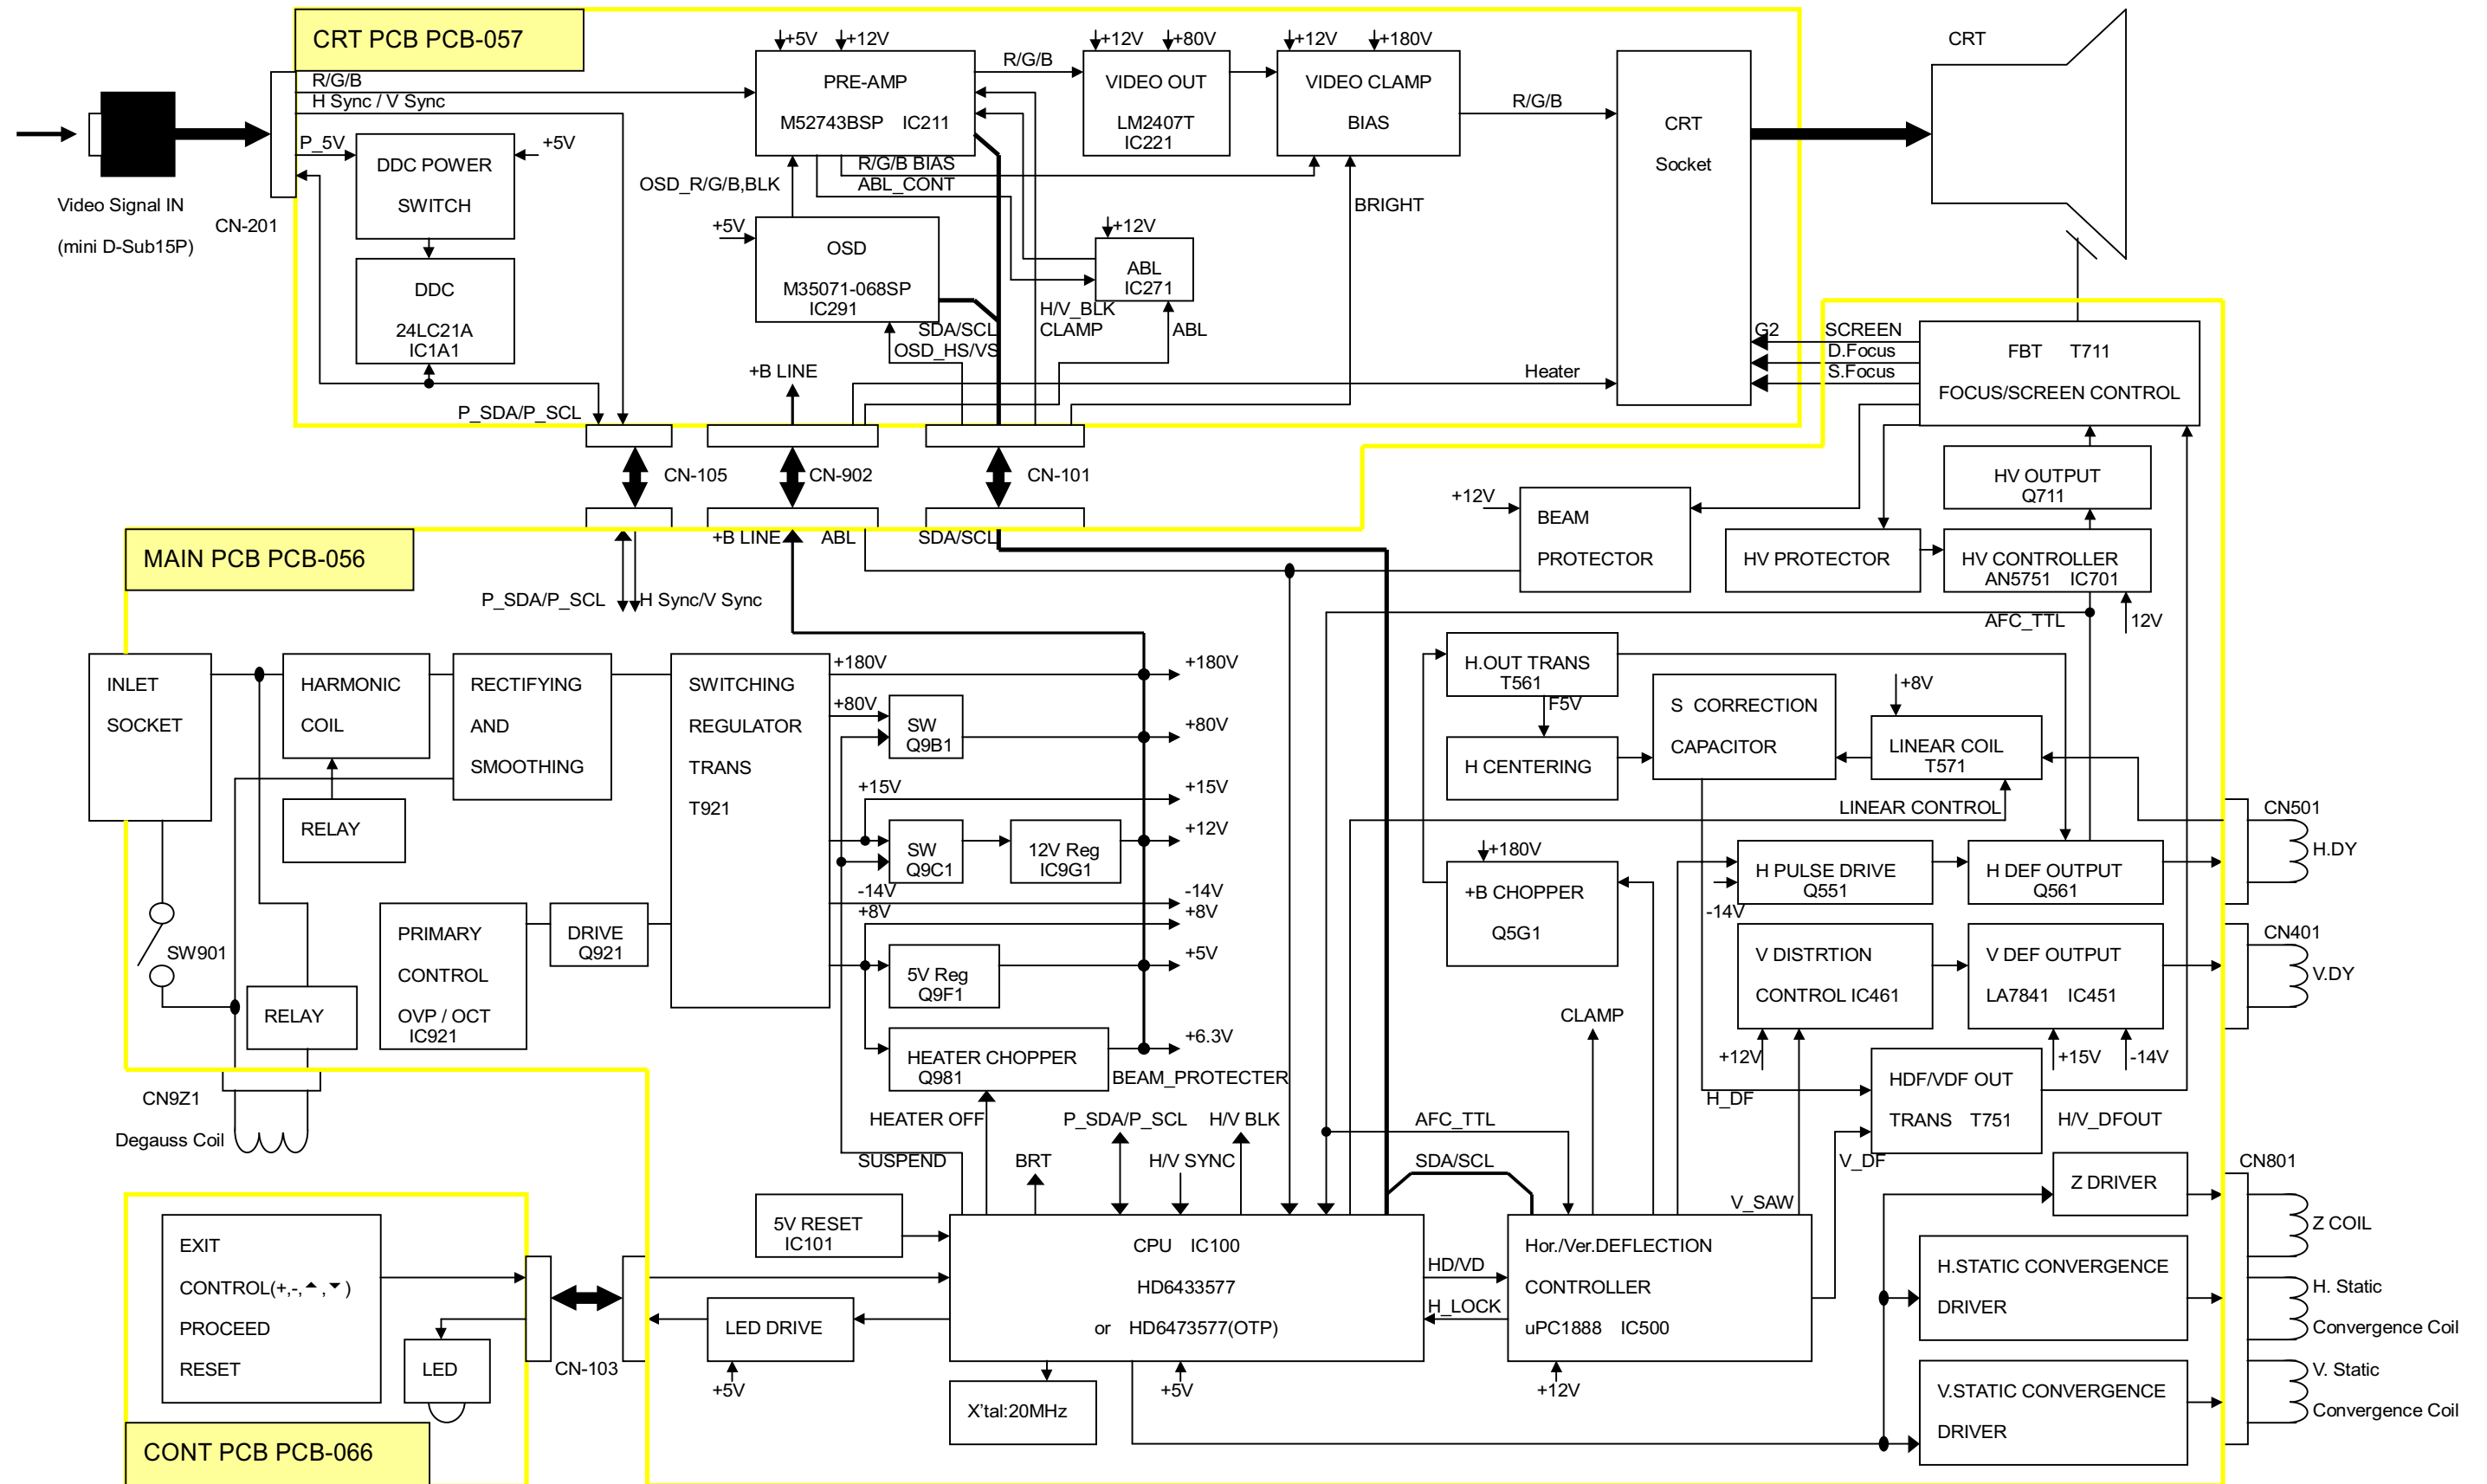 CRT PCB PCB-057
R/G/B
H Sync / V Sync
P_5V
Video Signal IN
(mini D-Sub15P)
CN-201
DDC POWER
SWITCH
+5V
DDC
24LC21A
IC1A1
P_SDA/P_SCL
+5V
+12V
PRE-AMP
M52743BSP IC211
R/G/B
+12V
+80V
VIDEO OUT
LM2407T
IC221
+12V
+180V
VIDEO CLAMP
BIAS
R/G/B
CRT
Socket
CRT
R/G/B BIAS
ABL_CONT
OSD_R/G/B,BLK
BRIGHT
+5V
OSD
M35071-068SP
IC291
+12V
ABL
IC271
SDA/SCL
OSD_HS/VS
H/V_BLK
CLAMP
ABL
+B LINE
Heater
G2
SCREEN
D.Focus
S.Focus
FBT T711
FOCUS/SCREEN CONTROL
CN-105
CN-902
CN-101
HV OUTPUT
Q711
+12V
BEAM
PROTECTOR
HV PROTECTOR
HV CONTROLLER
AN5751 IC701
AFC_TTL
12V
MAIN PCB PCB-056
+B LINE
ABL
SDA/SCL
P_SDA/P_SCL
H Sync/V Sync
INLET
SOCKET
HARMONIC
COIL
RECTIFYING
AND
SMOOTHING
SWITCHING
REGULATOR
TRANS
T921
RELAY
+180V
+180V
+80V
SW
Q9B1
+80V
+15V
+15V
SW
Q9C1
12V Reg
IC9G1
+12V
-14V
-14V
+8V
+8V
5V Reg
Q9F1
+5V
HEATER CHOPPER
Q981
+6.3V
SW901
PRIMARY
CONTROL
OVP / OCT
IC921
DRIVE
Q921
RELAY
CN9Z1
Degauss Coil
H.OUT TRANS
T561
F5V
H CENTERING
S CORRECTION
CAPACITOR
+8V
LINEAR COIL
T571
LINEAR CONTROL
CN501
H.DY
+180V
+B CHOPPER
Q5G1
H PULSE DRIVE
Q551
-14V
H DEF OUTPUT
Q561
CN401
V.DY
V DISTRTION
CONTROL IC461
+12V
V DEF OUTPUT
LA7841 IC451
+15V
-14V
CLAMP
H_DF
HDF/VDF OUT
TRANS T751
H/V_DFOUT
BEAM_PROTECTER
HEATER OFF
SUSPEND
BRT
P_SDA/P_SCL
H/V SYNC
H/V BLK
AFC_TTL
SDA/SCL
V_SAW
V_DF
5V RESET
IC101
CPU IC100
HD6433577
or HD6473577(OTP)
HD/VD
H_LOCK
Hor./Ver.DEFLECTION
CONTROLLER
uPC1888 IC500
+12V
+5V
X'tal:20MHz
LED DRIVE
+5V
Z DRIVER
H.STATIC CONVERGENCE
DRIVER
V.STATIC CONVERGENCE
DRIVER
CN801
Z COIL
H. Static
Convergence Coil
V. Static
Convergence Coil
EXIT
CONTROL(+,-,▲,▼)
PROCEED
RESET
LED
CN-103
CONT PCB PCB-066